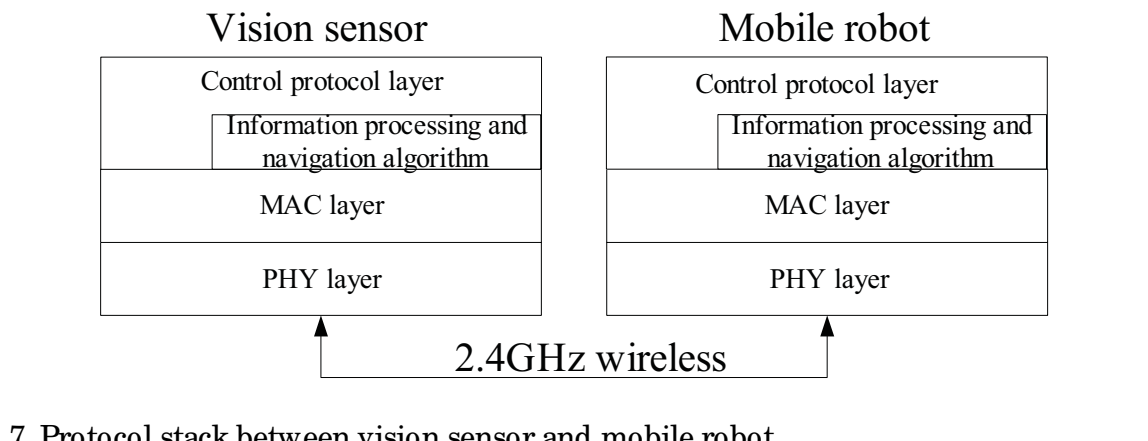 Vision sensor
Mobile robot
Control protocol layer
Information processing and
navigation algorithm
MAC layer
PHY layer
Control protocol layer
Information processing and
navigation algorithm
MAC layer
PHY layer
2.4GHz wireless
7. Protocol stack between vision sensor and mobile robot